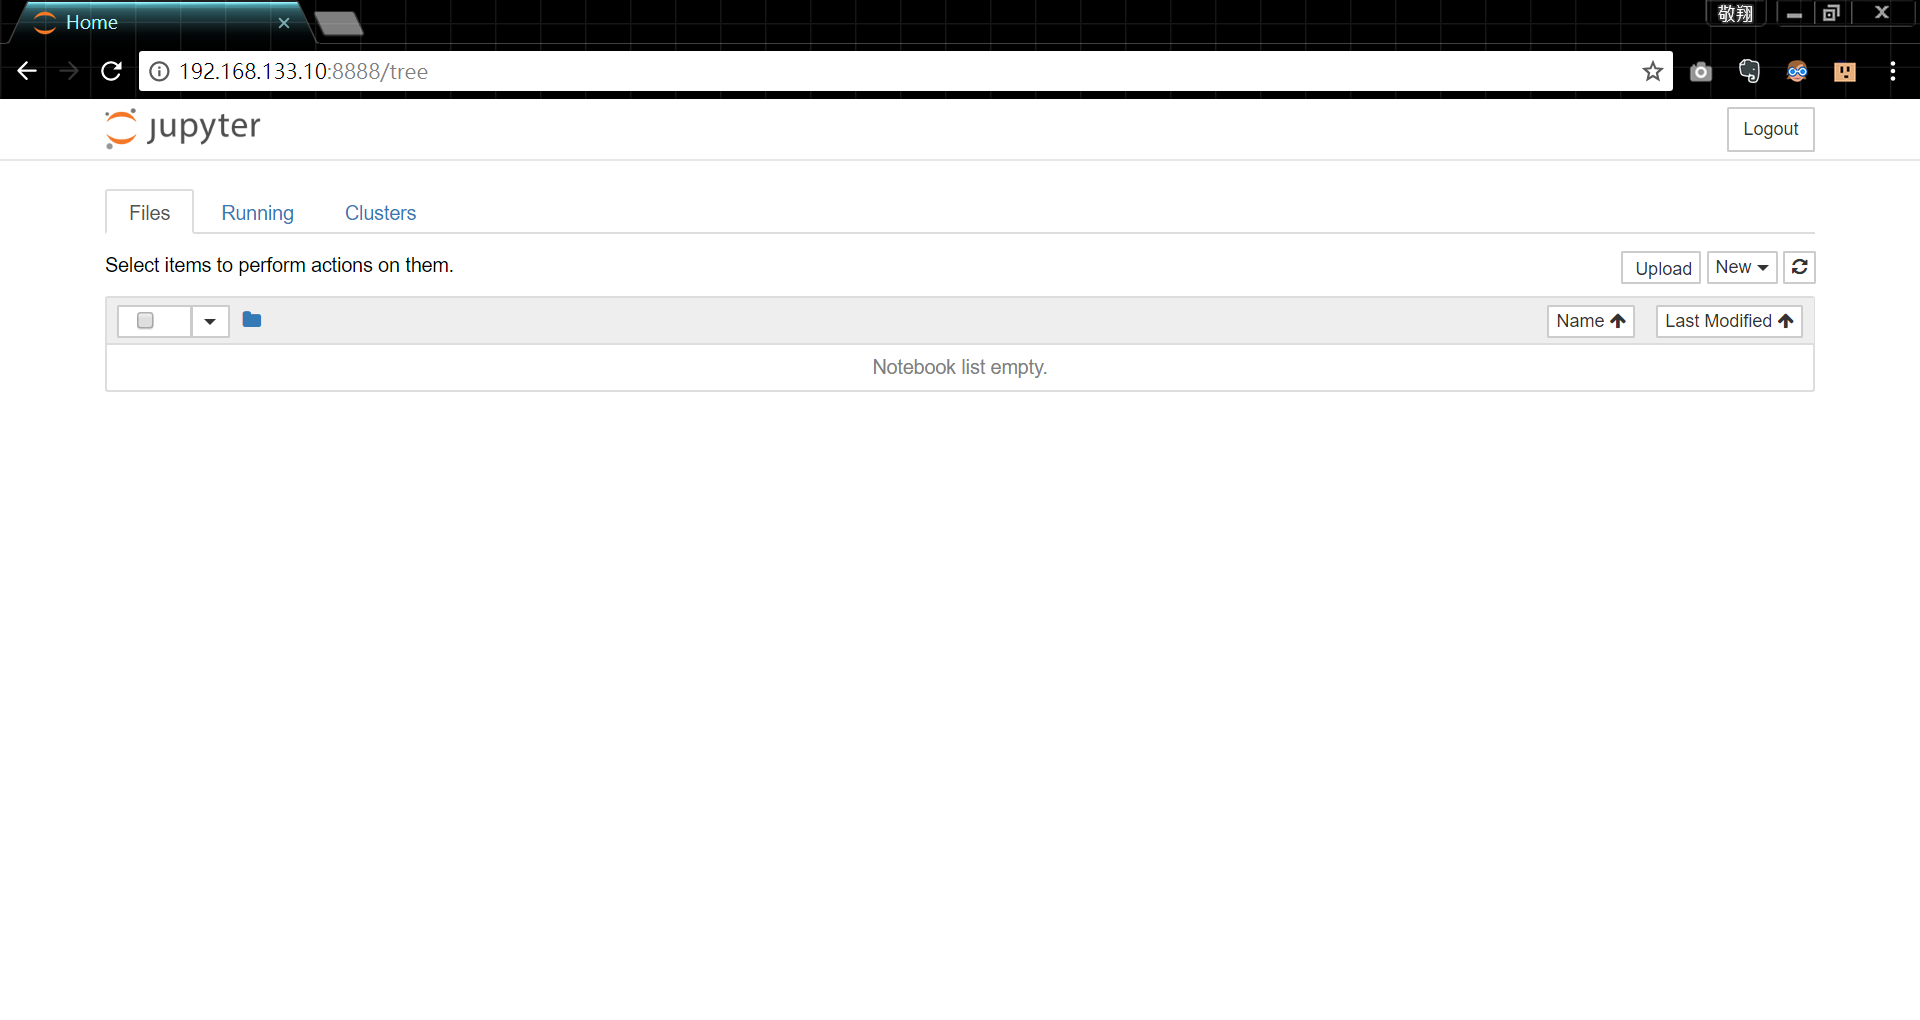 Home
敬翔
192.168.133.10:8888/tree
jupyter
Logout
Files Running Clusters
Select items to perform actions on them.
Upload New
Name Last Modified
Notebook list empty.